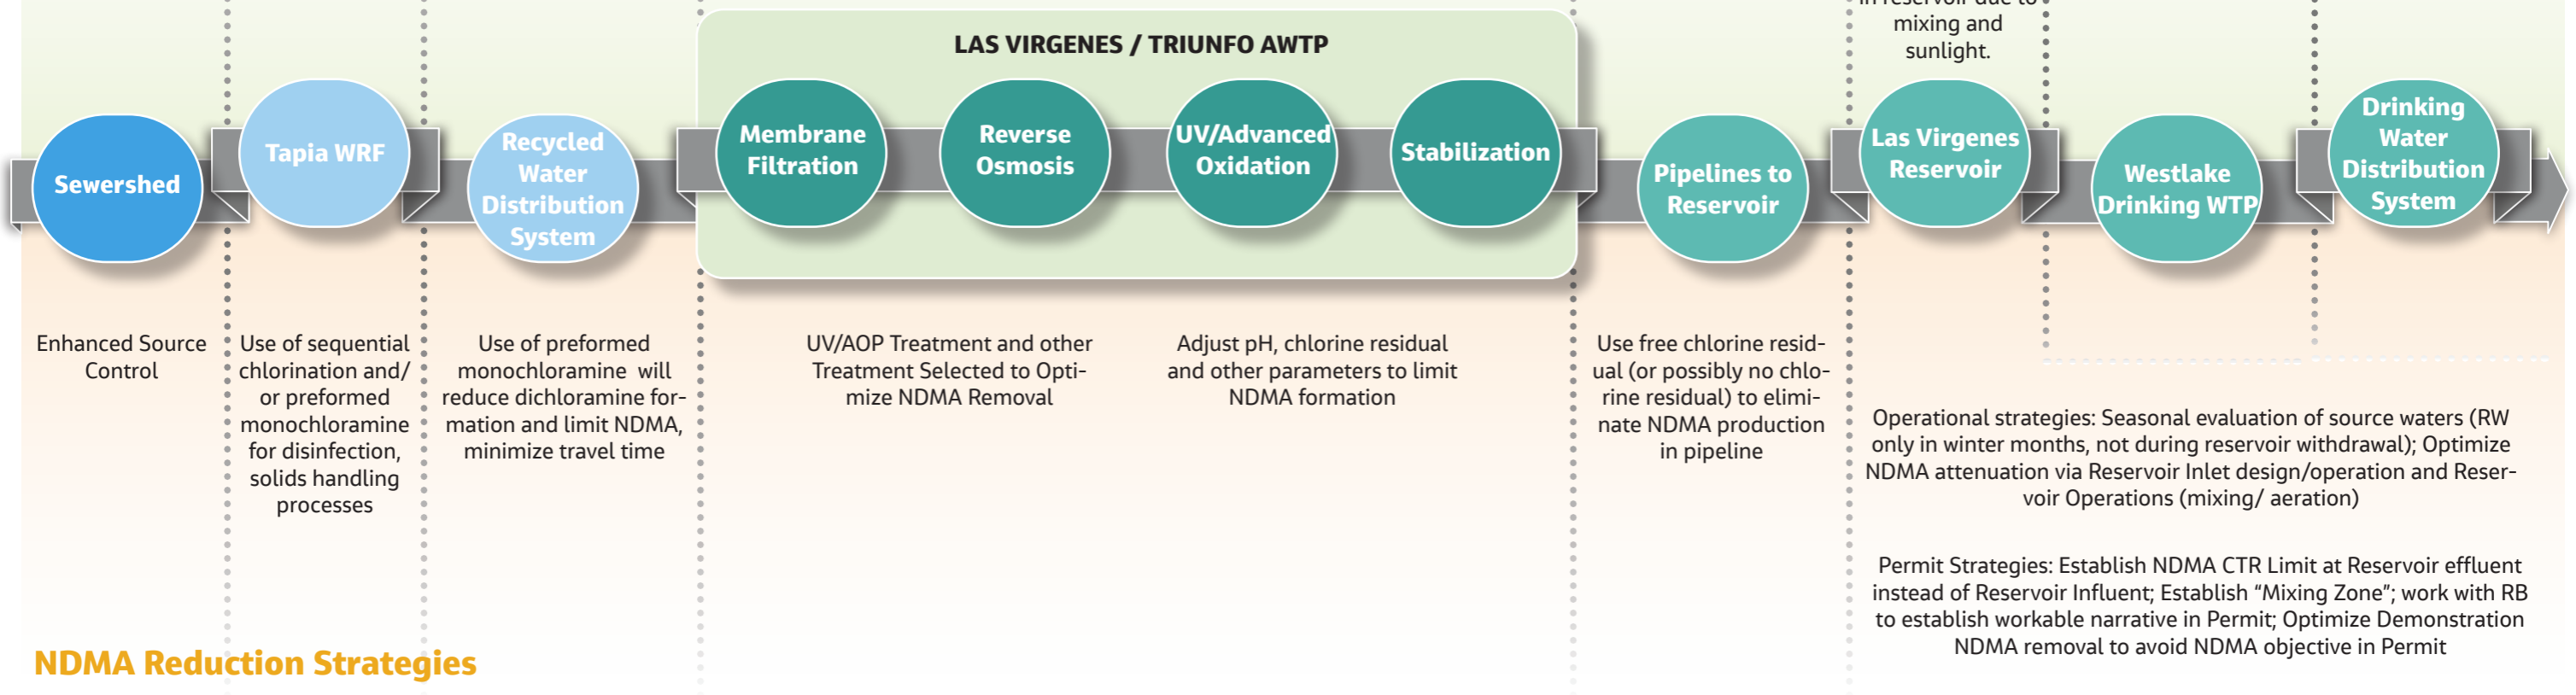 in reservoir due to
mixing and
sunlight.
LAS VIRGENES / TRIUNFO AWTP
Sewershed
Tapia WRF
Recycled
Water
Distribution
System
Membrane
Filtration
Reverse
Osmosis
UV/Advanced
Oxidation
Stabilization
Pipelines to
Reservoir
Las Virgenes
Reservoir
Westlake
Drinking WTP
Drinking
Water
Distribution
System
Enhanced Source
Control
Use of sequential
chlorination and/
or preformed
monochloramine
for disinfection,
solids handling
processes
Use of preformed
monochloramine will
reduce dichloramine for-
mation and limit NDMA,
minimize travel time
UV/AOP Treatment and other
Treatment Selected to Opti-
mize NDMA Removal
Adjust pH, chlorine residual
and other parameters to limit
NDMA formation
Use free chlorine resid-
ual (or possibly no chlo-
rine residual) to elimi-
nate NDMA production
in pipeline
Operational strategies: Seasonal evaluation of source waters (RW
only in winter months, not during reservoir withdrawal); Optimize
NDMA attenuation via Reservoir Inlet design/operation and Reser-
voir Operations (mixing/ aeration)
Permit Strategies: Establish NDMA CTR Limit at Reservoir effluent
instead of Reservoir Influent; Establish “Mixing Zone”; work with RB
to establish workable narrative in Permit; Optimize Demonstration
NDMA removal to avoid NDMA objective in Permit
NDMA Reduction Strategies